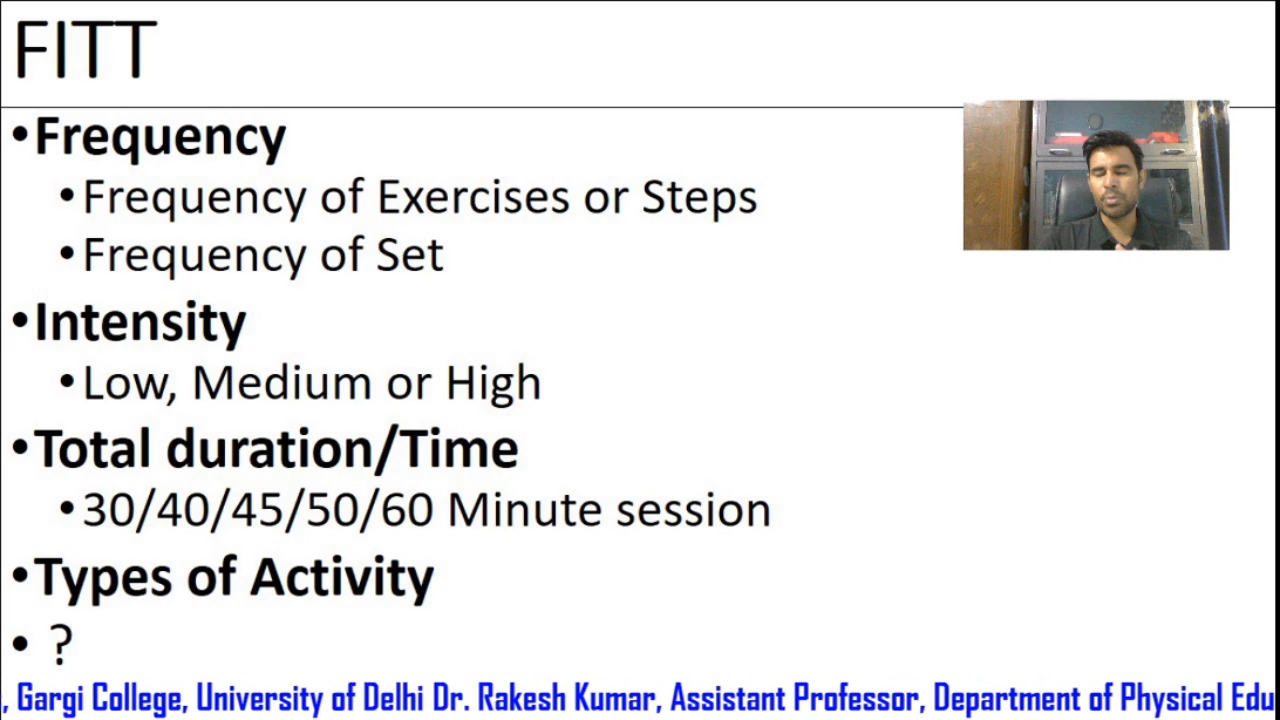 FITT
•Frequency
•Frequency of Exercises or Steps
•Frequency of Set
•Intensity
•Low, Medium or High
•Total duration/Time
•30/40/45/50/60 Minute session
•Types of Activity
• ?
, Gargi College, University of Delhi Dr. Rakesh Kumar, Assistant Professor, Department of Physical Edu